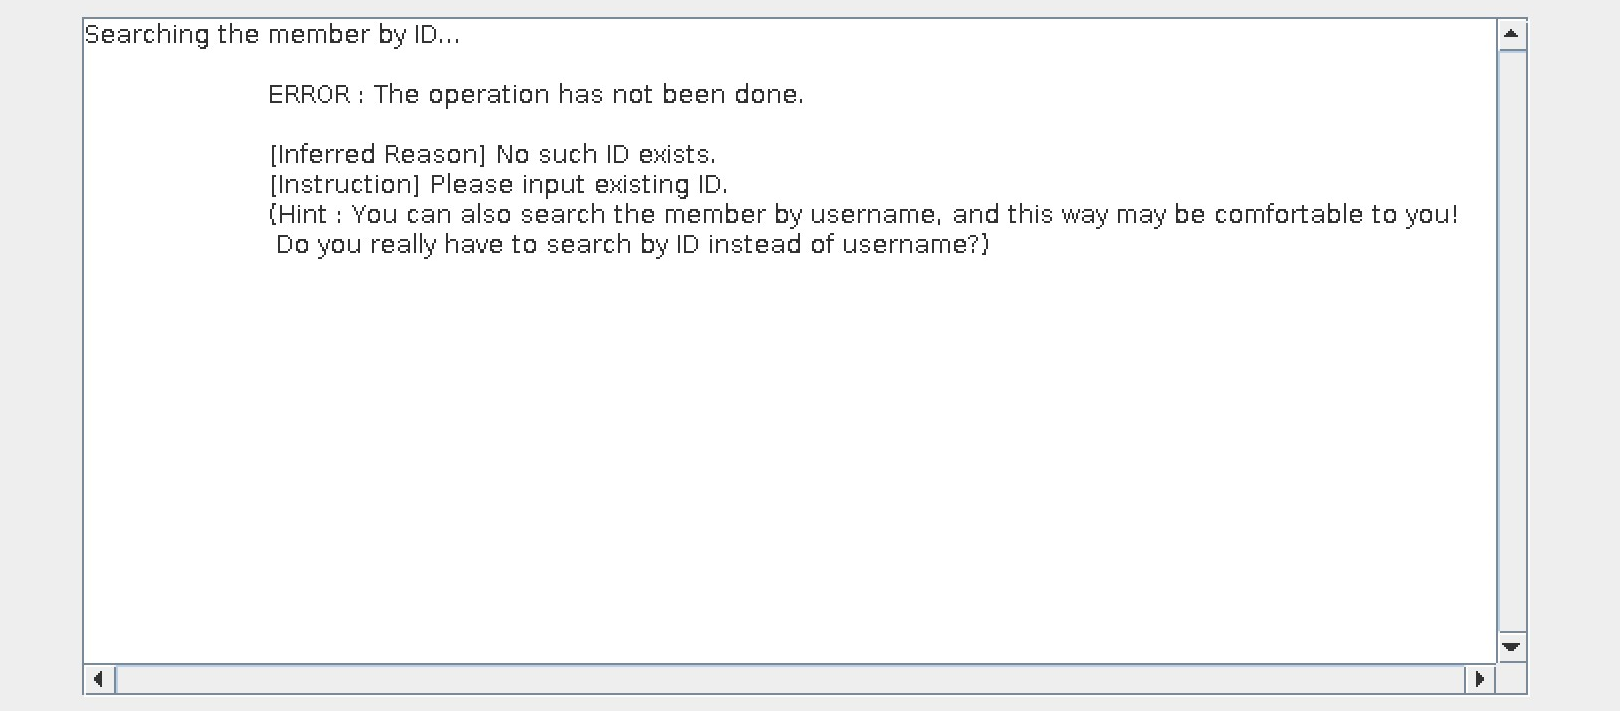 Searching the member by ID...
ERROR : The operation has not been done.
[Inferred Reason] No such ID exists.
[Instruction] Please input existing ID.
(Hint : You can also search the member by username, and this way may be comfortable to you!
Do you really have to search by ID instead of username?)